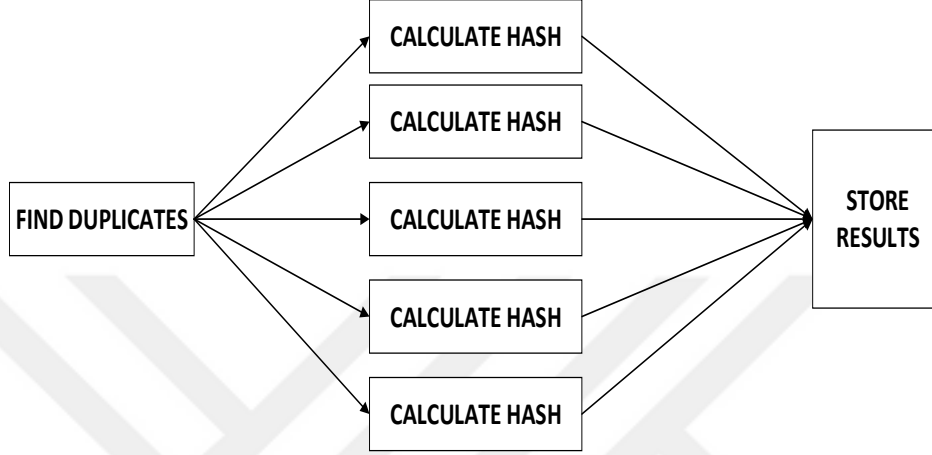 CALCULATE HASH
CALCULATE HASH
FIND DUPLICATES
CALCULATE HASH
STORE
RESULTS
CALCULATE HASH
CALCULATE HASH